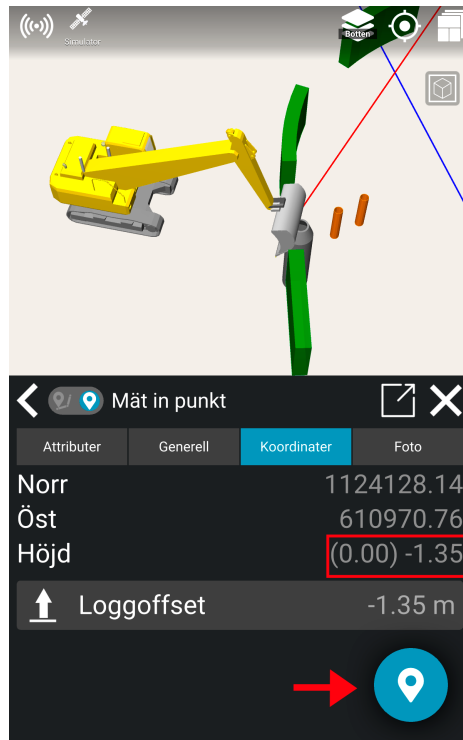 Simulator
Botten
Mät in punkt
Attributer Generell Koordinater Foto
Norr 1124128.14
Öst 610970.76
Höjd (0.00) -1.35
Loggoffset -1.35 m